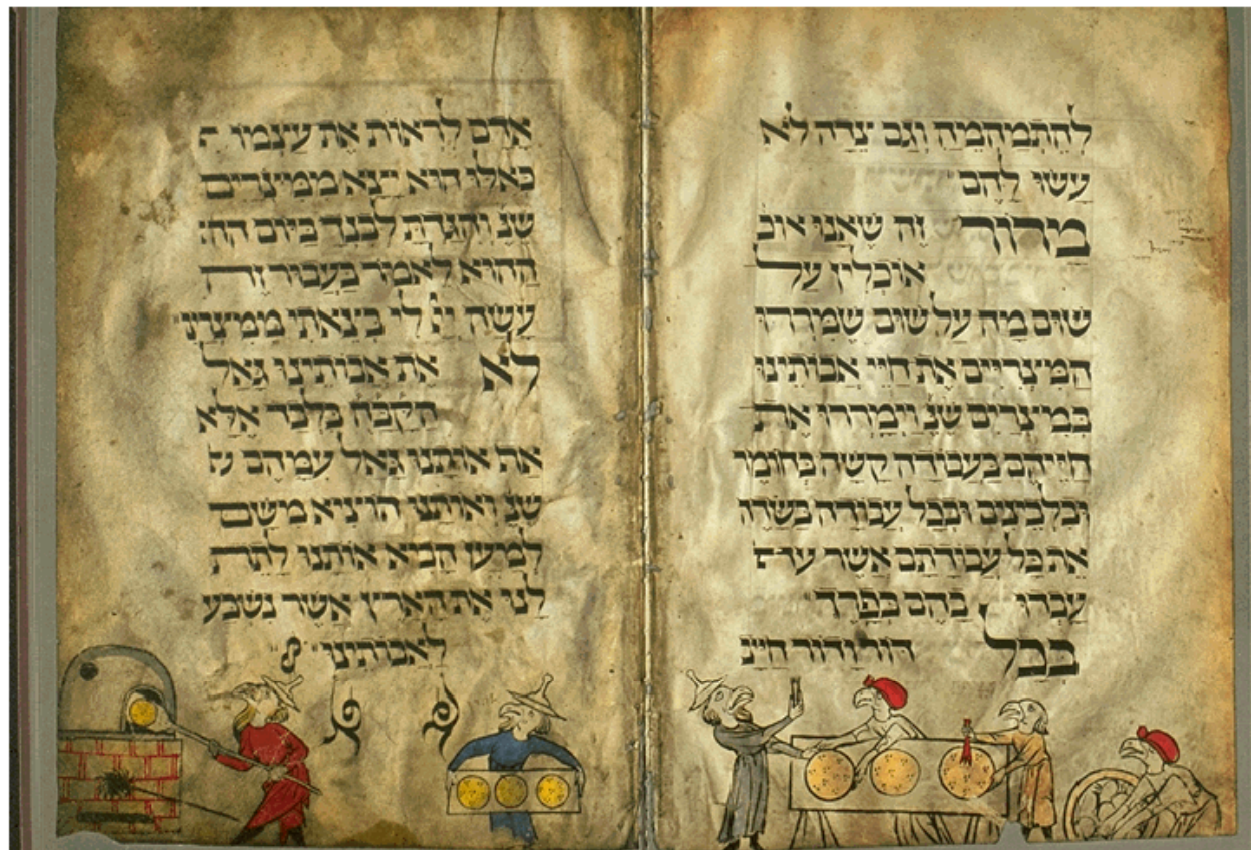 להתמהמה וגם צדה לא
עשו להם
מרור זה שאנו אוכ
אוכלין על
שום מה על שום שמררו
המצריים את חיי אבותינו
במצרים שנ וימררו את
חייהם בעבודה קשה בחומר
ובלבינים ובכל עבודה בשדה
את כל עבודתם אשר
עבדו בהם בפרך
בכל דור ודור חייב
אדם לראות את עצמו
כאלו הוא יצא ממצרים
שנ והגדת לבנך ביום הה
ההוא לאמר בעבור זה
עשה לי בצאתי ממצרים
לא את אבותינו גאל
הקבה בלבד אלא
את אותנו גאל עמהם
שנ ואותנו הוציא משם
למען הביא אותנו לתת
לנו את הארץ אשר נשבע
לאבותינו